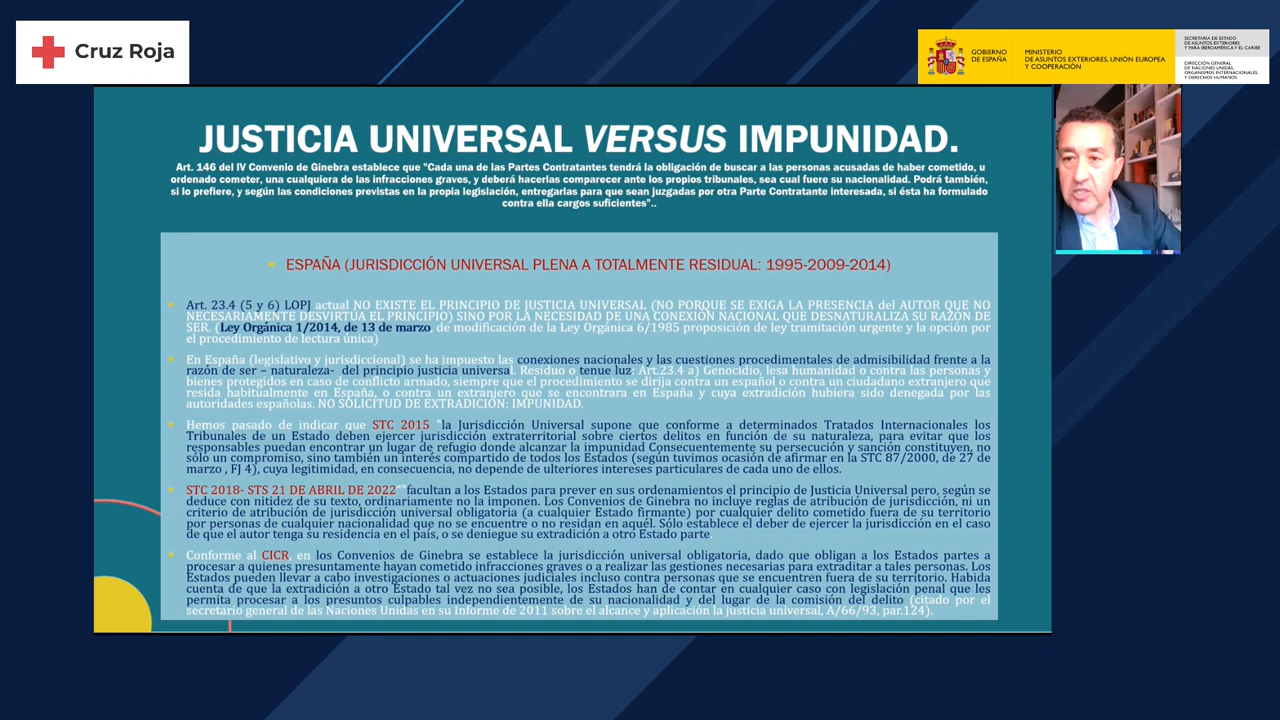 Cruz Roja
GOBIERNO
DE ESPAÑA
MINISTERIO
DE ASUNTOS EXTERIORES, UNIÓN EUROPEA
Y COOPERACIÓN
SECRETARÍA DE ESTADO
DE ASUNTOS EXTERIORES
Y PARA IBEROAMÉRICA Y EL CARIBE
DIRECCIÓN GENERAL
DE NACIONES UNIDAS,
ORGANISMOS INTERNACIONALES
Y DERECHOS HUMANOS
JUSTICIA UNIVERSAL VERSUS IMPUNIDAD.
Art. 146 del IV Convenio de Ginebra establece que "Cada una de las Partes Contratantes tendrá la obligación de buscar a las personas acusadas de haber cometido, u
ordenado cometer, una cualquiera de las infracciones graves, y deberá hacerlas comparecer ante los propios tribunales, sea cual fuere su nacionalidad. Podrá también,
si lo prefiere, y según las condiciones previstas en la propia legislación, entregarlas para que sean juzgadas por otra Parte Contratante interesada, si ésta ha formulado
contra ella cargos suficientes"..
• ESPAÑA (JURISDICCIÓN UNIVERSAL PLENA A TOTALMENTE RESIDUAL: 1995-2009-2014)
• Art. 23.4 (5 y 6) LOPJ actual NO EXISTE EL PRINCIPIO DE JUSTICIA UNIVERSAL (NO PORQUE SE EXIGA LA PRESENCIA del AUTOR QUE NO
NECESARIAMENTE DESVIRTÚA EL PRINCIPIO) SINO POR LA NECESIDAD DE UNA CONEXIÓN NACIONAL QUE DESNATURALIZA SU RAZÓN DE
SER. (Ley Orgánica 1/2014, de 13 de marzo, de modificación de la Ley Orgánica 6/1985 proposición de ley tramitación urgente y la opción por
el procedimiento de lectura única)
• En España (legislativo y jurisdiccional) se ha impuesto las conexiones nacionales y las cuestiones procedimentales de admisibilidad frente a la
razón de ser – naturaleza- del principio justicia universal. Residuo o tenue luz: Art.23.4 a) Genocidio, lesa humanidad o contra las personas y
bienes protegidos en caso de conflicto armado, siempre que el procedimiento se dirija contra un español o contra un ciudadano extranjero que
resida habitualmente en España, o contra un extranjero que se encontrara en España y cuya extradición hubiera sido denegada por las
autoridades españolas. NO SOLICITUD DE EXTRADICIÓN: IMPUNIDAD.
• Hemos pasado de indicar que STC 2015 "la Jurisdicción Universal supone que conforme a determinados Tratados Internacionales los
Tribunales de un Estado deben ejercer jurisdicción extraterritorial sobre ciertos delitos en función de su naturaleza, para evitar que los
responsables puedan encontrar un lugar de refugio donde alcanzar la impunidad Consecuentemente su persecución y sanción constituyen, no
sólo un compromiso, sino también un interés compartido de todos los Estados (según tuvimos ocasión de afirmar en la STC 87/2000, de 27 de
marzo , FJ 4), cuya legitimidad, en consecuencia, no depende de ulteriores intereses particulares de cada uno de ellos.
• STC 2018- STS 21 DE ABRIL DE 2022""facultan a los Estados para prever en sus ordenamientos el principio de Justicia Universal pero, según se
deduce con nitidez de su texto, ordinariamente no la imponen. Los Convenios de Ginebra no incluye reglas de atribución de jurisdicción, ni un
criterio de atribución de jurisdicción universal obligatoria (a cualquier Estado firmante) por cualquier delito cometido fuera de su territorio
por personas de cualquier nacionalidad que no se encuentre o no residan en aquél. Sólo establece el deber de ejercer la jurisdicción en el caso
de que el autor tenga su residencia en el país, o se deniegue su extradición a otro Estado parte.
• Conforme al CICR, en los Convenios de Ginebra se establece la jurisdicción universal obligatoria, dado que obligan a los Estados partes a
procesar a quienes presuntamente hayan cometido infracciones graves o a realizar las gestiones necesarias para extraditar a tales personas. Los
Estados pueden llevar a cabo investigaciones o actuaciones judiciales incluso contra personas que se encuentren fuera de su territorio. Habida
cuenta de que la extradición a otro Estado tal vez no sea posible, los Estados han de contar en cualquier caso con legislación penal que les
permita procesar a los presuntos culpables independientemente de su nacionalidad y del lugar de la comisión del delito (citado por el
secretario general de las Naciones Unidas en su Informe de 2011 sobre el alcance y aplicación la justicia universal, A/66/93, par.124).